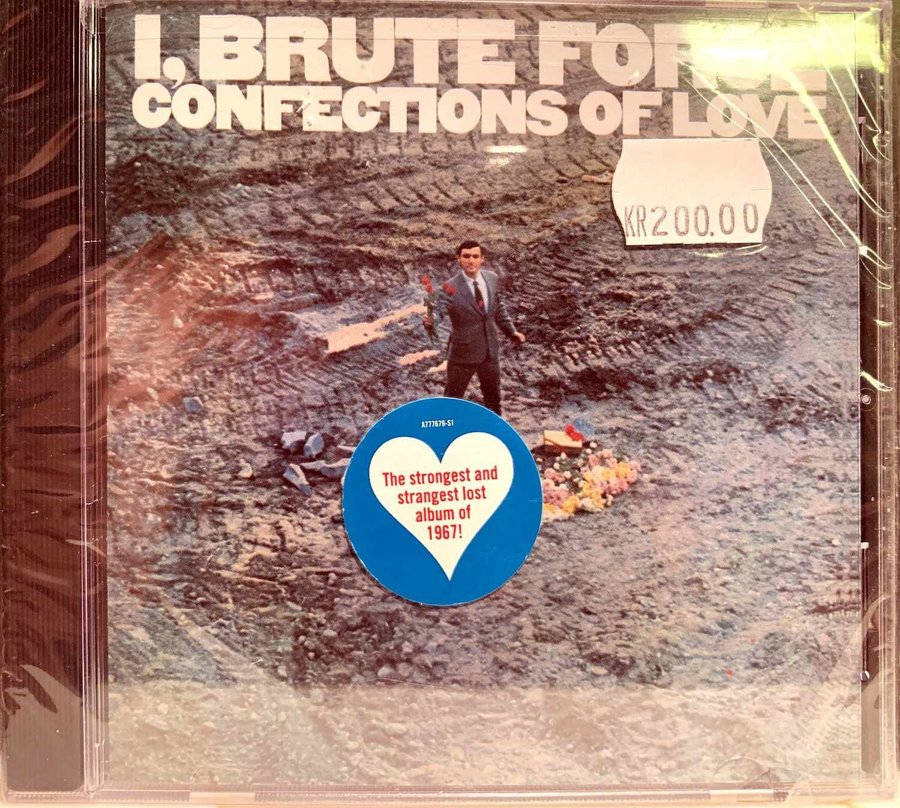 I, BRUTE FORCE
CONFECTIONS OF LOVE
KR200.00
A777679-S1
The strongest and
strangest lost
album of
1967!